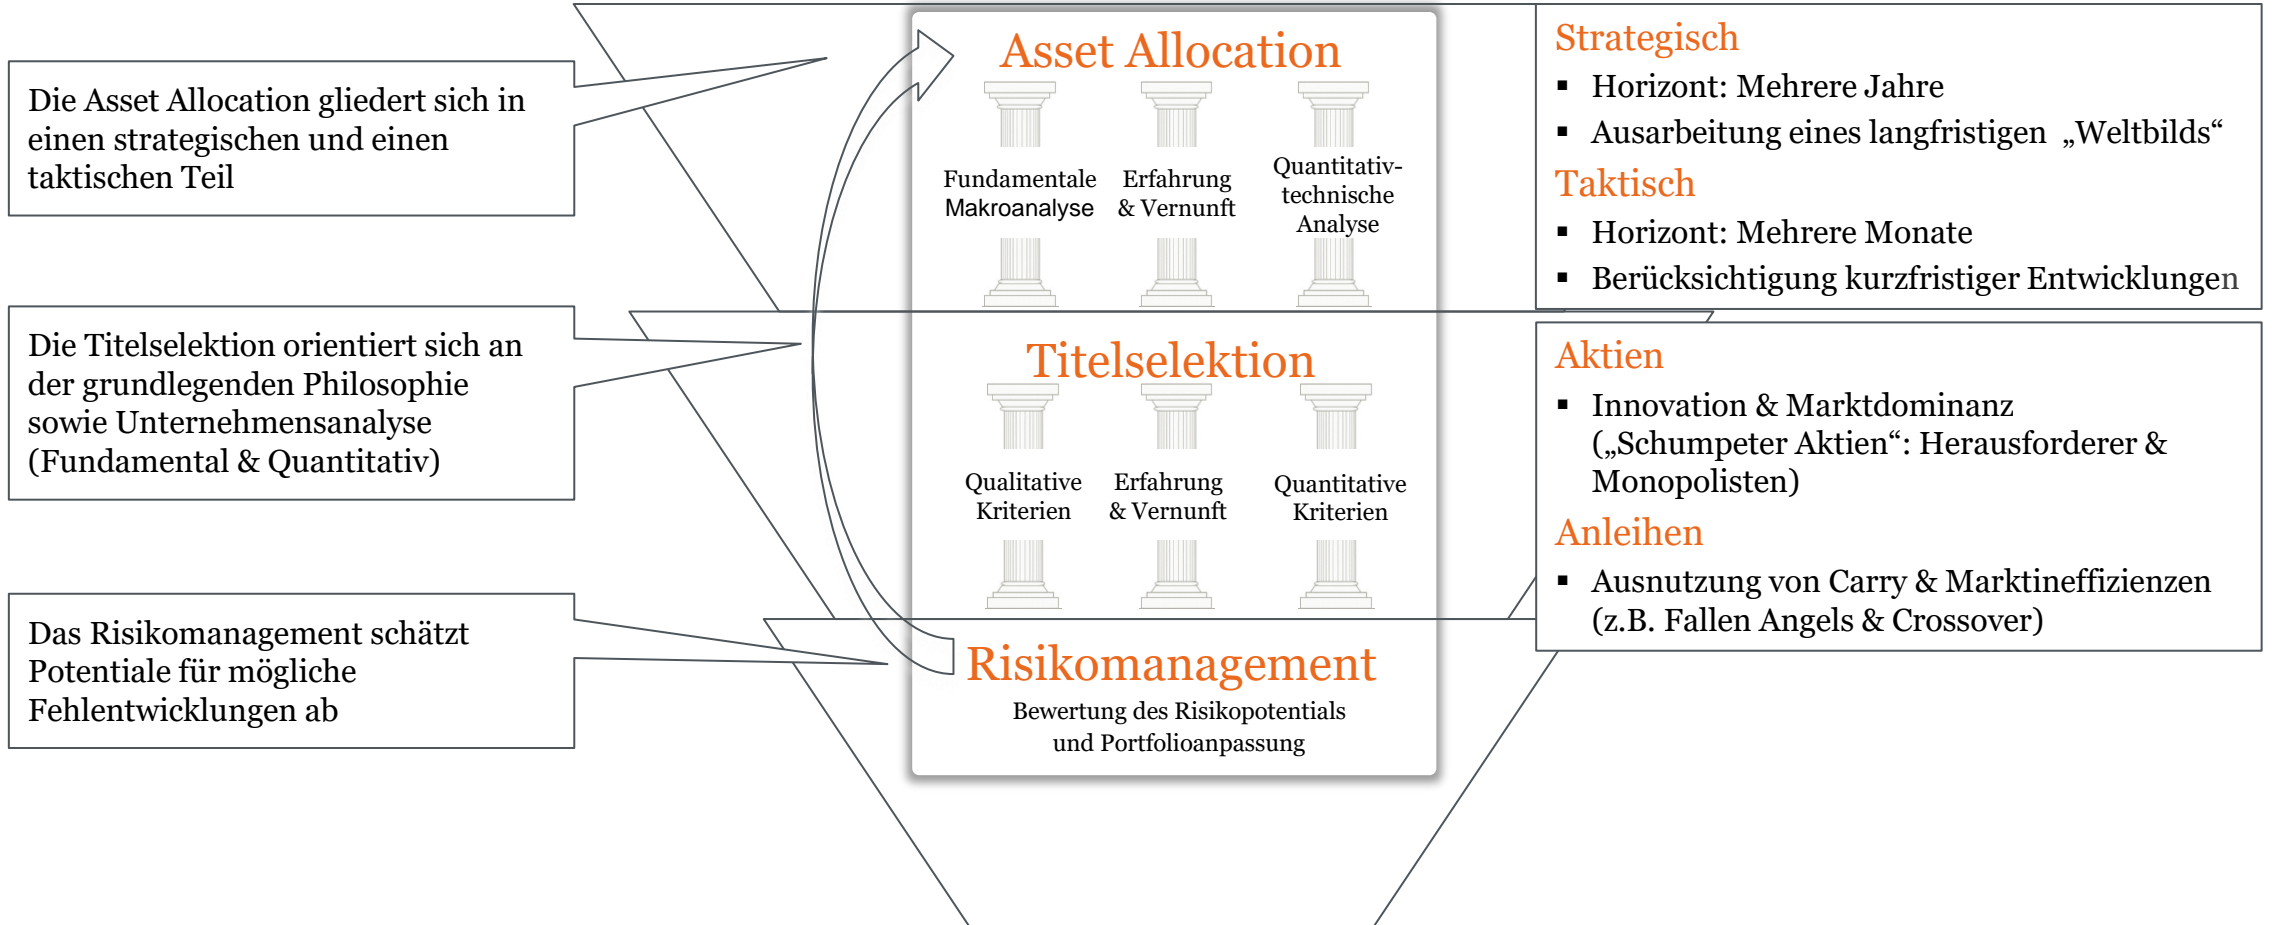 Die Asset Allocation gliedert sich in
einen strategischen und einen
taktischen Teil
Die Titelselektion orientiert sich an
der grundlegenden Philosophie
sowie Unternehmensanalyse
(Fundamental & Quantitativ)
Das Risikomanagement schätzt
Potentiale für mögliche
Fehlentwicklungen ab
Asset Allocation
Fundamentale
Makroanalyse
Erfahrung
& Vernunft
Quantitativ-
technische
Analyse
Titelselektion
Qualitative
Kriterien
Erfahrung
& Vernunft
Quantitative
Kriterien
Risikomanagement
Bewertung des Risikopotentials
und Portfolioanpassung
Strategisch
▪ Horizont: Mehrere Jahre
▪ Ausarbeitung eines langfristigen „Weltbilds“
Taktisch
▪ Horizont: Mehrere Monate
▪ Berücksichtigung kurzfristiger Entwicklungen
Aktien
▪ Innovation & Marktdominanz
(„Schumpeter Aktien“: Herausforderer &
Monopolisten)
Anleihen
▪ Ausnutzung von Carry & Marktineffizienzen
(z.B. Fallen Angels & Crossover)